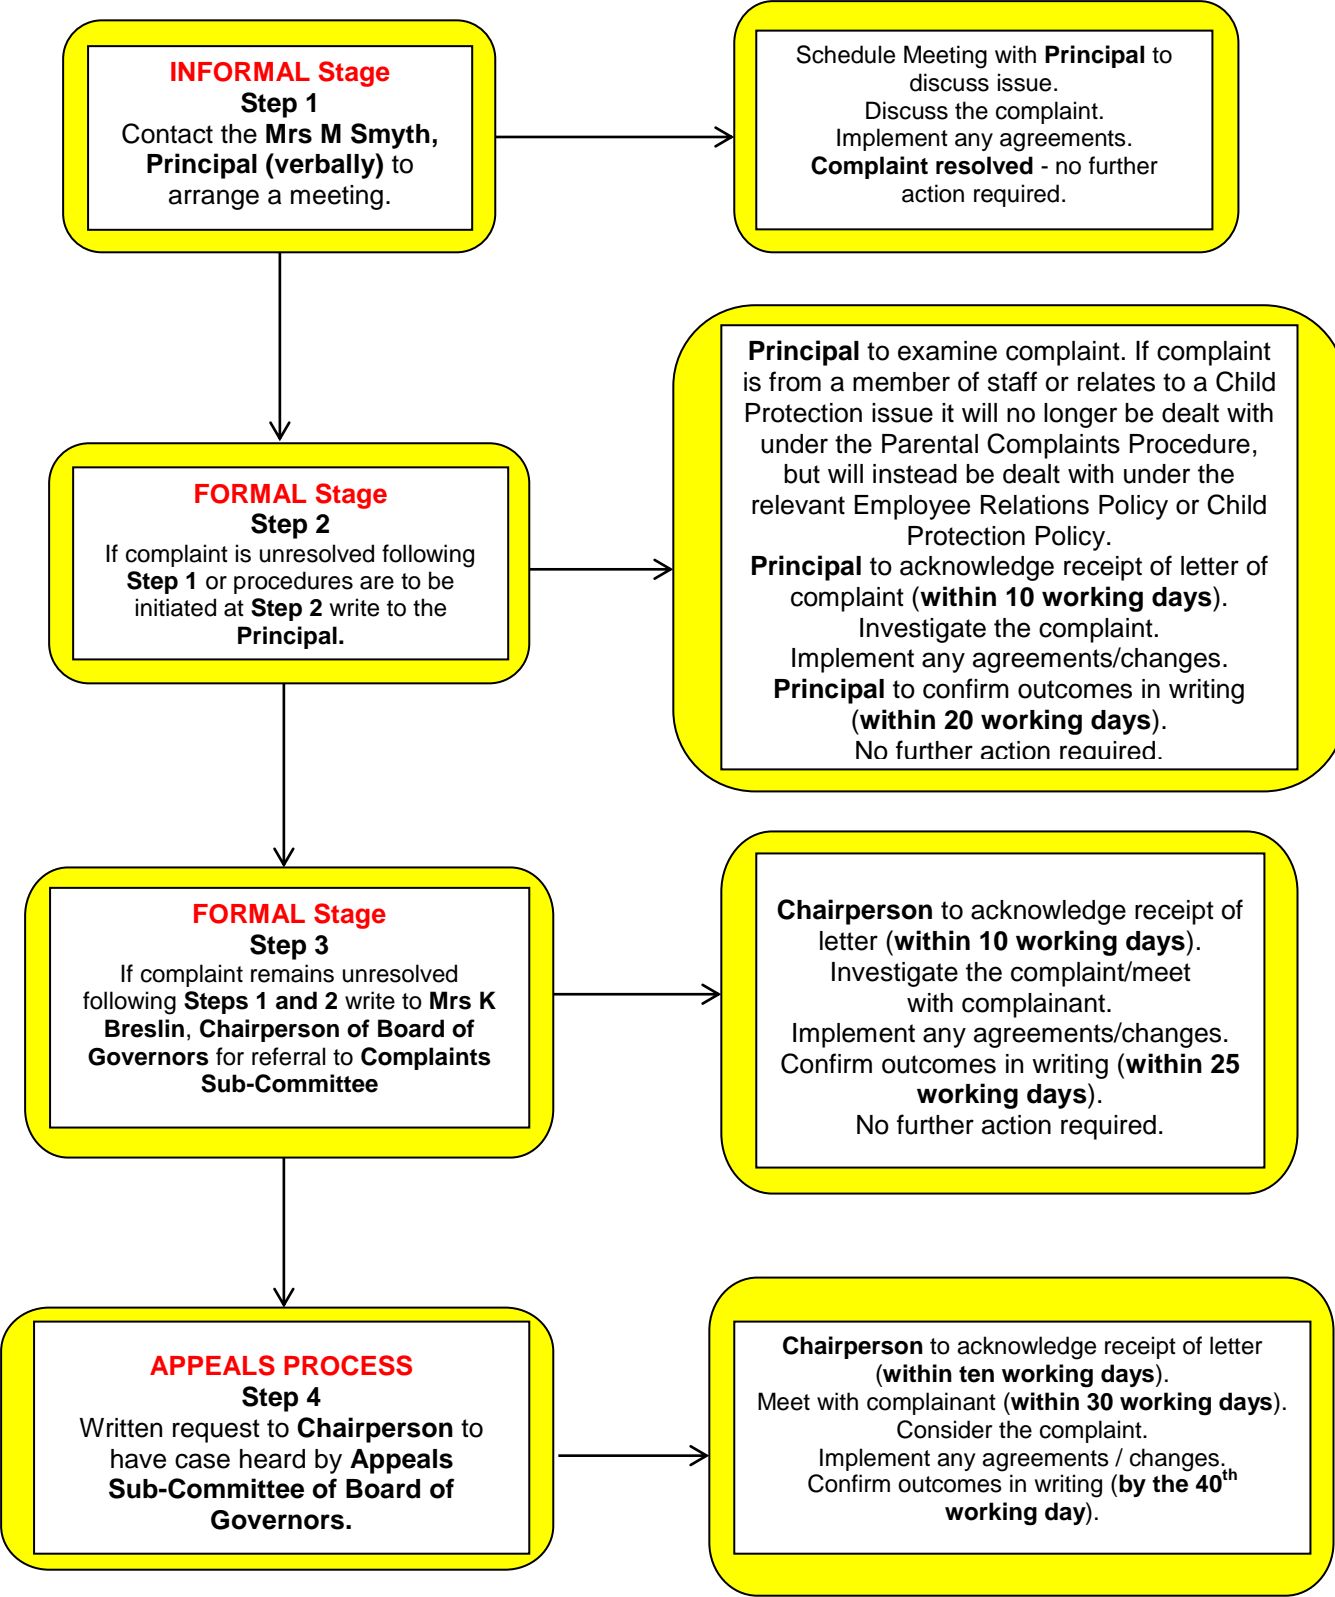 INFORMAL Stage
Step 1
Contact the Mrs M Smyth,
Principal (verbally) to
arrange a meeting.
Schedule Meeting with Principal to
discuss issue.
Discuss the complaint.
Implement any agreements.
Complaint resolved - no further
action required.
FORMAL Stage
Step 2
If complaint is unresolved following
Step 1 or procedures are to be
initiated at Step 2 write to the
Principal.
Principal to examine complaint. If complaint
is from a member of staff or relates to a Child
Protection issue it will no longer be dealt with
under the Parental Complaints Procedure,
but will instead be dealt with under the
relevant Employee Relations Policy or Child
Protection Policy.
Principal to acknowledge receipt of letter of
complaint (within 10 working days).
Investigate the complaint.
Implement any agreements/changes.
Principal to confirm outcomes in writing
(within 20 working days).
No further action required.
FORMAL Stage
Step 3
If complaint remains unresolved
following Steps 1 and 2 write to Mrs K
Breslin, Chairperson of Board of
Governors for referral to Complaints
Sub-Committee
Chairperson to acknowledge receipt of
letter (within 10 working days).
Investigate the complaint/meet
with complainant.
Implement any agreements/changes.
Confirm outcomes in writing (within 25
working days).
No further action required.
APPEALS PROCESS
Step 4
Written request to Chairperson to
have case heard by Appeals
Sub-Committee of Board of
Governors.
Chairperson to acknowledge receipt of letter
(within ten working days).
Meet with complainant (within 30 working days).
Consider the complaint.
Implement any agreements / changes.
Confirm outcomes in writing (by the 40th
working day).